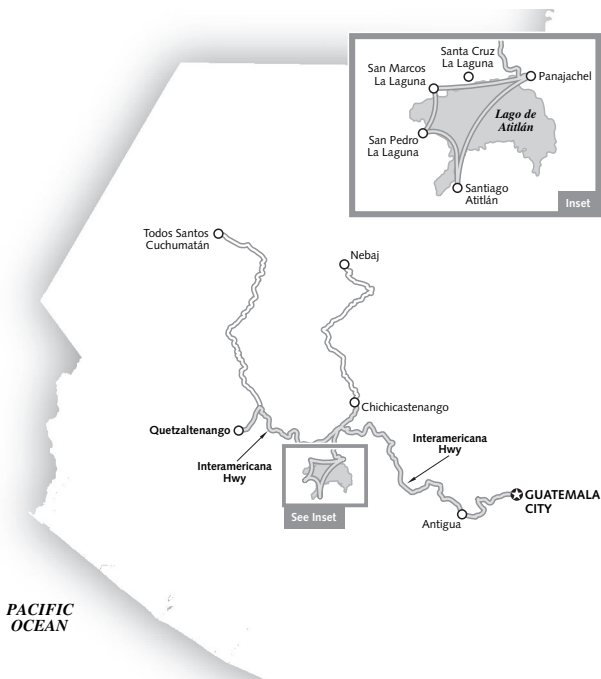 Santa Cruz
La Laguna
San Marcos
La Laguna
Panajachel
Lago de
Atitlán
San Pedro
La Laguna
Santiago
Atitlán
Inset
Todos Santos
Cuchumatán
Nebaj
Chichicastenango
Quetzaltenango
Interamericana
Hwy
Interamericana
Hwy
GUATEMALA
CITY
See Inset
Antigua
PACIFIC
OCEAN